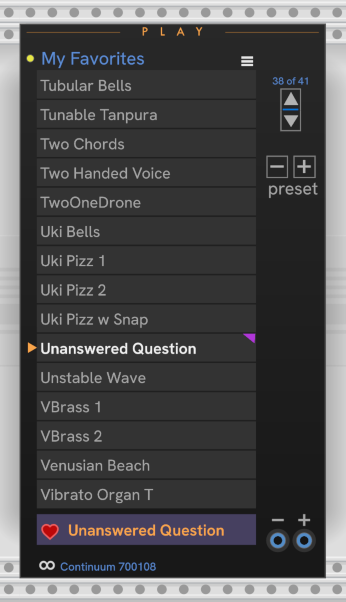 PLAY
My Favorites
38 of 41
Tubular Bells
Tunable Tanpura
Two Chords
Two Handed Voice
− +
preset
TwoOneDrone
Uki Bells
Uki Pizz 1
Uki Pizz 2
Uki Pizz w Snap
Unanswered Question
Unstable Wave
VBrass 1
VBrass 2
Venusian Beach
Vibrato Organ T
Unanswered Question
− +
Continuum 700108